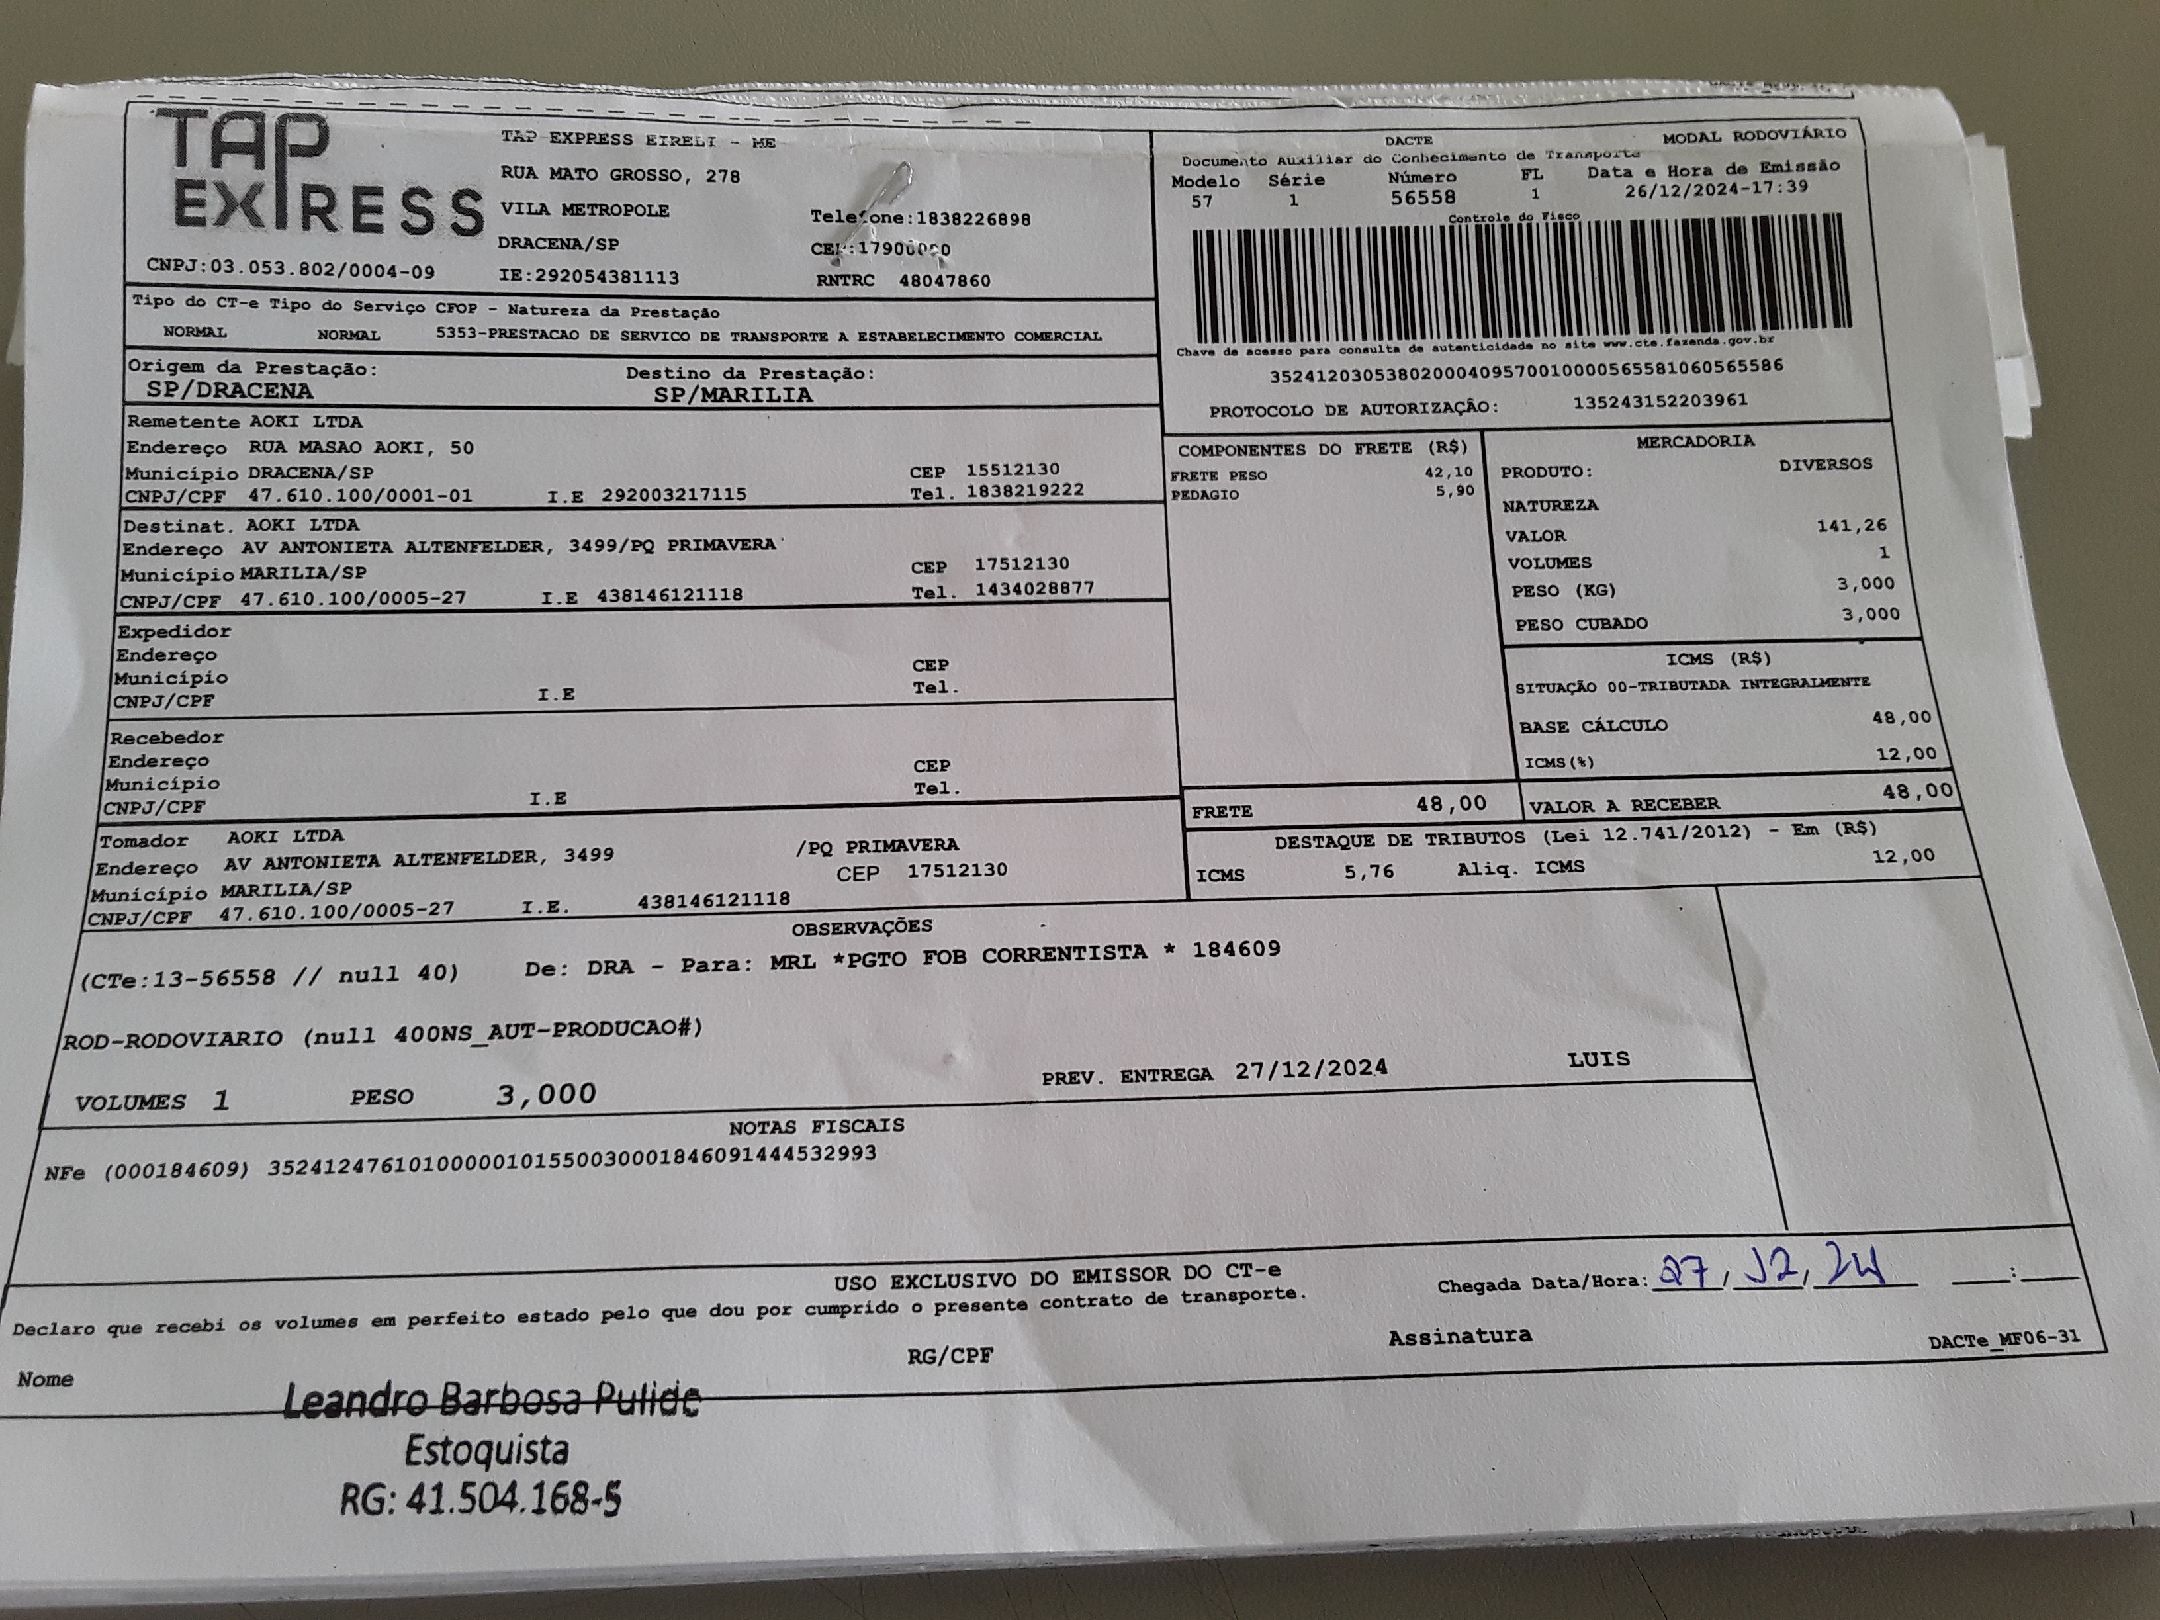 TAP EXPRESS
TAP EXPRESS EIRELI - ME
RUA MATO GROSSO, 278
VILA METROPOLE
Telefone:1838226898
DRACENA/SP
CEP:17900000
CNPJ:03.053.802/0004-09
IE:292054381113
RNTRC 48047860
DACTE
MODAL RODOVIÁRIO
Documento Auxiliar do Conhecimento de Transporte
Modelo Série Número FL Data e Hora de Emissão
57 1 56558 1 26/12/2024-17:39
Controle do Fisco
Chave de acesso para consulta de autenticidade no site www.cte.fazenda.gov.br
35241203053802000409570010000565581060565586
PROTOCOLO DE AUTORIZAÇÂO: 135243152203961
Tipo do CT-e Tipo do Serviço CFOP - Natureza da Prestação
NORMAL NORMAL 5353-PRESTACAO DE SERVICO DE TRANSPORTE A ESTABELECIMENTO COMERCIAL
Origem da Prestação: Destino da Prestação:
SP/DRACENA SP/MARILIA
Remetente AOKI LTDA
Endereço RUA MASAO AOKI, 50
Município DRACENA/SP CEP 15512130
CNPJ/CPF 47.610.100/0001-01 I.E 292003217115 Tel. 1838219222
Destinat. AOKI LTDA
Endereço AV ANTONIETA ALTENFELDER, 3499/PQ PRIMAVERA
Município MARILIA/SP CEP 17512130
CNPJ/CPF 47.610.100/0005-27 I.E 438146121118 Tel. 1434028877
Expedidor
Endereço
Município CEP
CNPJ/CPF I.E Tel.
Recebedor
Endereço
Município CEP
CNPJ/CPF I.E Tel.
Tomador AOKI LTDA
Endereço AV ANTONIETA ALTENFELDER, 3499 /PQ PRIMAVERA
Município MARILIA/SP CEP 17512130
CNPJ/CPF 47.610.100/0005-27 I.E. 438146121118
COMPONENTES DO FRETE (R$)
FRETE PESO 42,10
PEDAGIO 5,90
MERCADORIA
PRODUTO: DIVERSOS
NATUREZA
VALOR 141,26
VOLUMES 1
PESO (KG) 3,000
PESO CUBADO 3,000
ICMS (R$)
SITUAÇÃO 00-TRIBUTADA INTEGRALMENTE
BASE CÁLCULO 48,00
ICMS(%) 12,00
FRETE 48,00 VALOR A RECEBER 48,00
DESTAQUE DE TRIBUTOS (Lei 12.741/2012) - Em (R$)
ICMS 5,76 Aliq. ICMS 12,00
OBSERVAÇÕES
(CTe:13-56558 // null 40) De: DRA - Para: MRL *PGTO FOB CORRENTISTA * 184609
ROD-RODOVIARIO (null 400NS_AUT-PRODUCAO#)
VOLUMES 1 PESO 3,000 PREV. ENTREGA 27/12/2024 LUIS
NOTAS FISCAIS
NFe (000184609) 35241247610100000101550030001846091444532993
USO EXCLUSIVO DO EMISSOR DO CT-e
Chegada Data/Hora: 27/12/24 __:__
Declaro que recebi os volumes em perfeito estado pelo que dou por cumprido o presente contrato de transporte.
Nome RG/CPF Assinatura DACTe_MF06-31
Leandro Barbosa Pulide
Estoquista
RG: 41.504.168-5